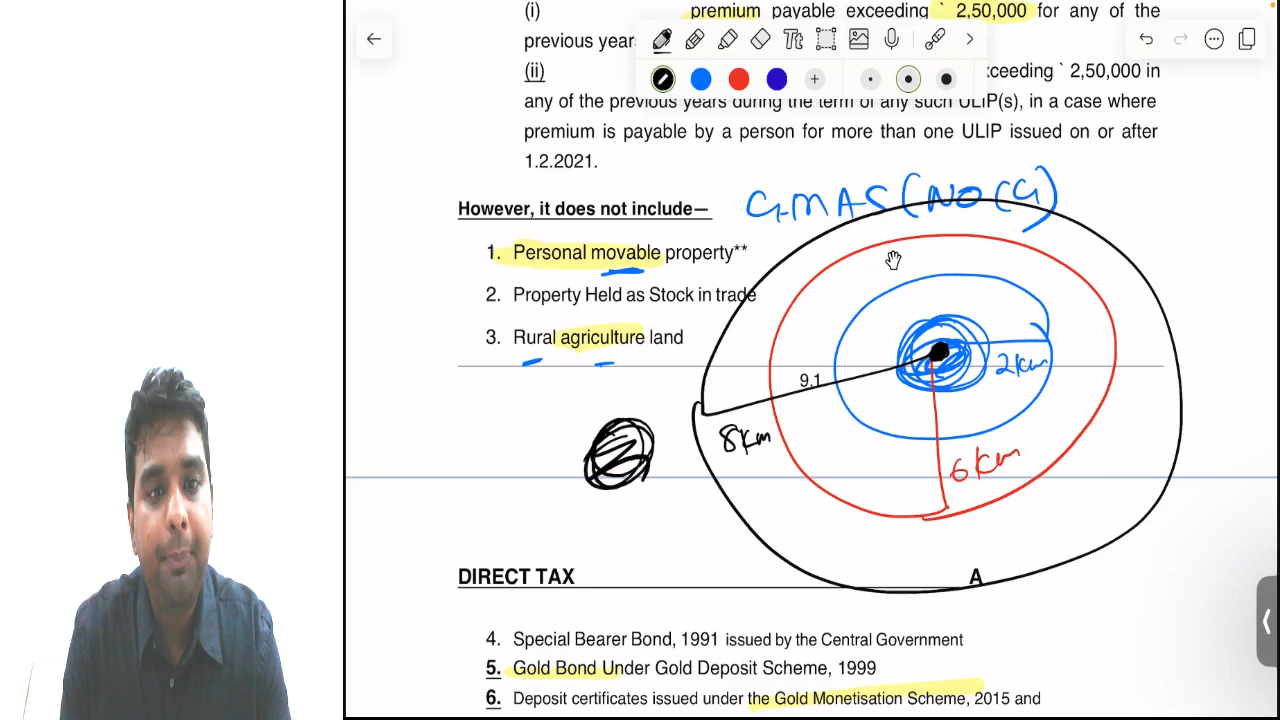 (i) premium payable exceeding ` 2,50,000 for any of the
previous year
(ii) xceeding ` 2,50,000 in
any of the previous years during the term of any such ULIP(s), in a case where
premium is payable by a person for more than one ULIP issued on or after
1.2.2021.
GMAS (NO CG)
However, it does not include—
1. Personal movable property**
2. Property Held as Stock in trade
3. Rural agriculture land
2km
9.1
8km
6km
DIRECT TAX A
4. Special Bearer Bond, 1991 issued by the Central Government
5. Gold Bond Under Gold Deposit Scheme, 1999
6. Deposit certificates issued under the Gold Monetisation Scheme, 2015 and